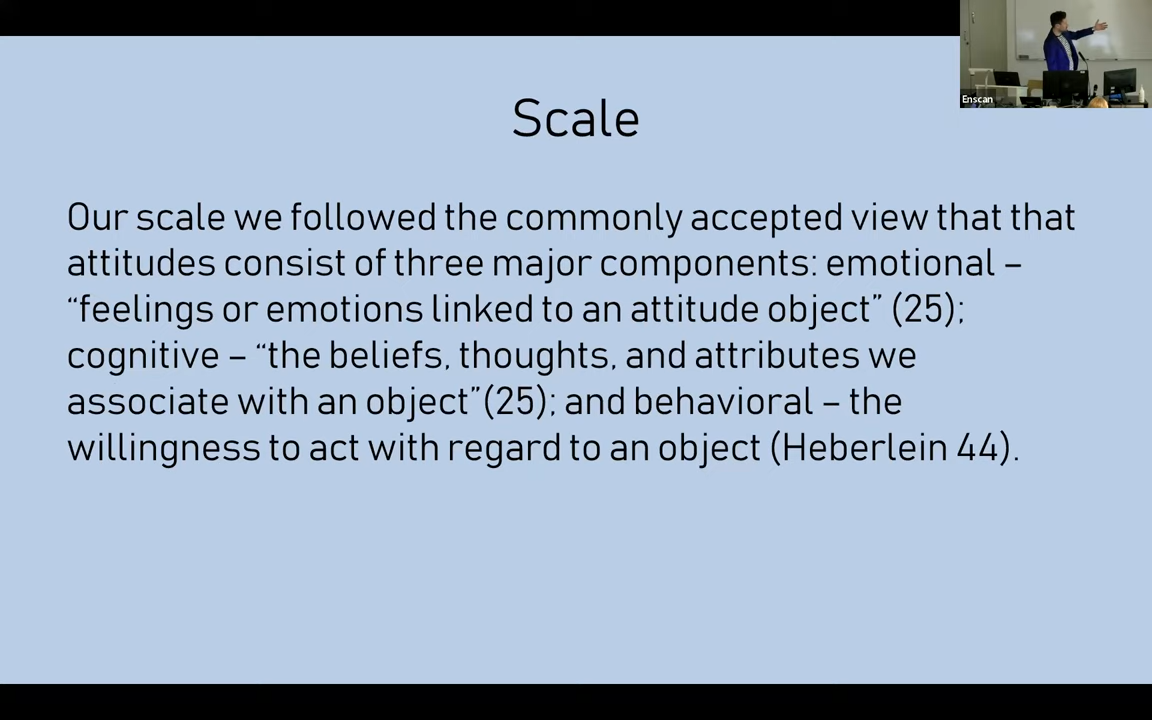 Scale
Our scale we followed the commonly accepted view that that
attitudes consist of three major components: emotional –
“feelings or emotions linked to an attitude object” (25);
cognitive – “the beliefs, thoughts, and attributes we
associate with an object”(25); and behavioral – the
willingness to act with regard to an object (Heberlein 44).
Enscan